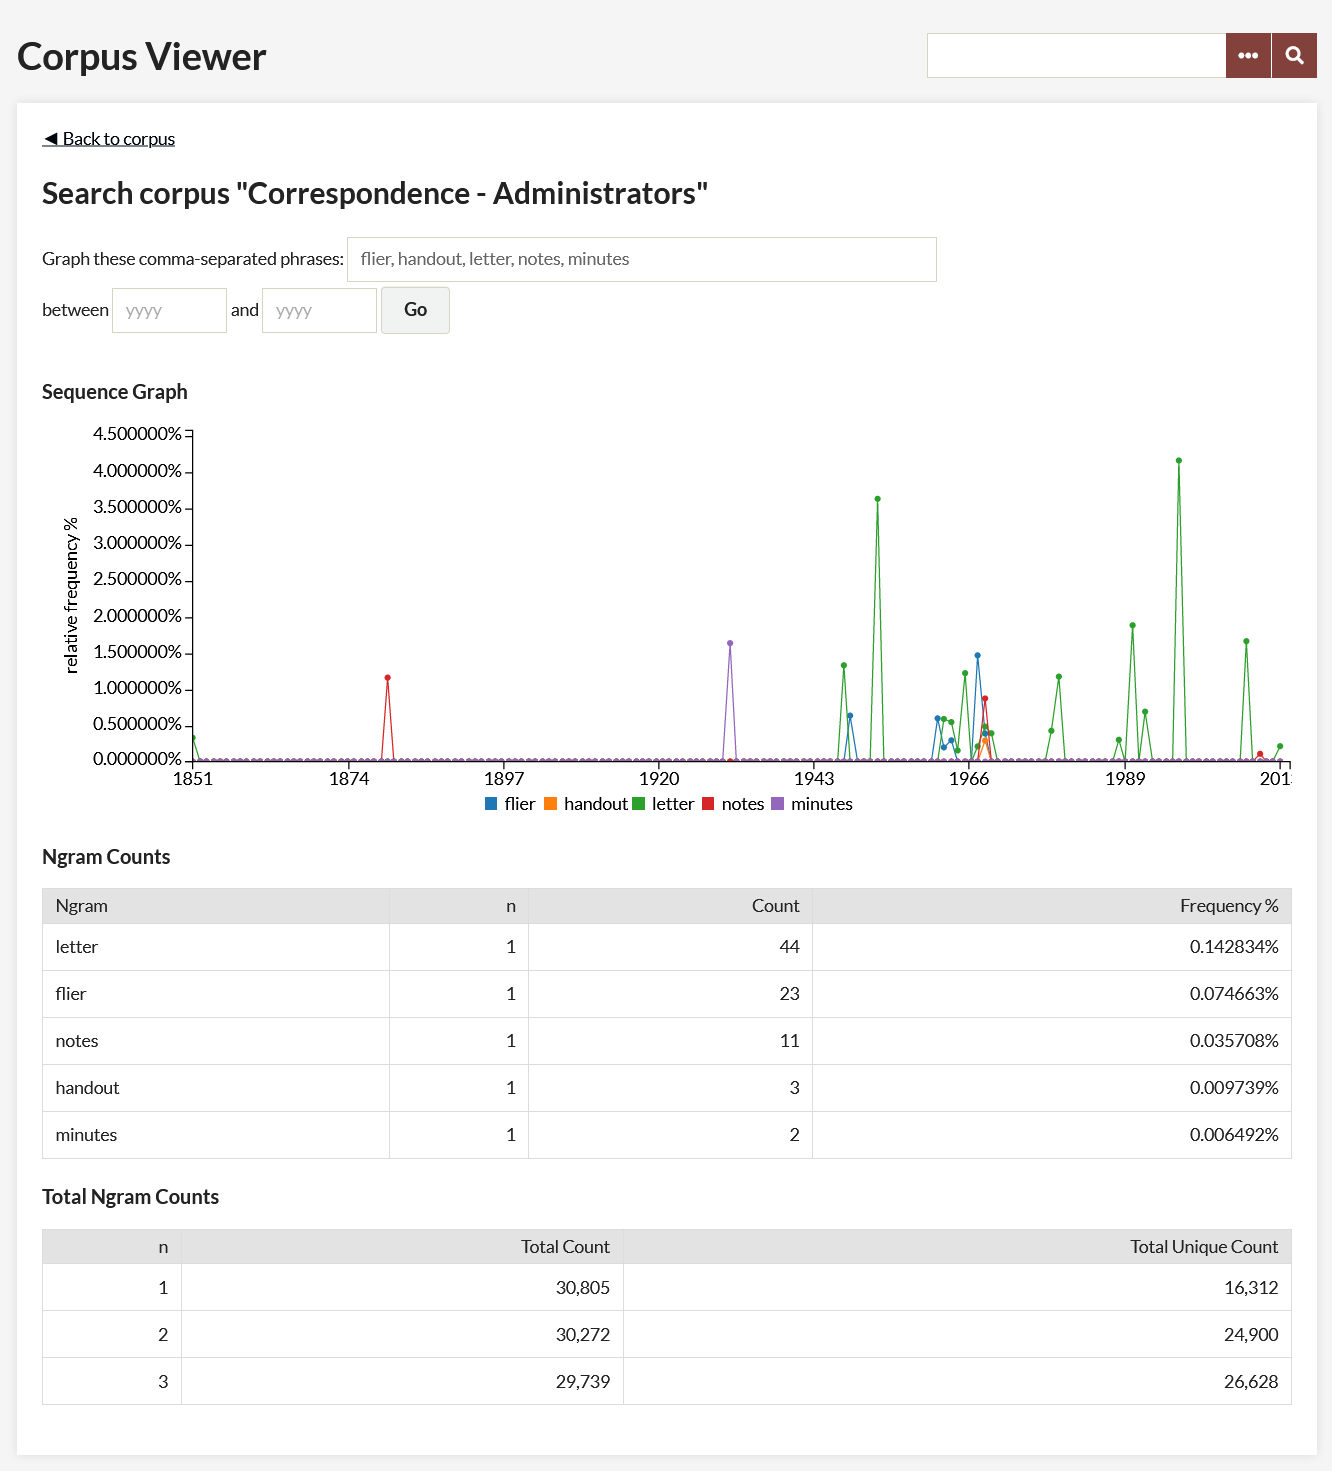 Corpus Viewer
◄ Back to corpus
Search corpus "Correspondence - Administrators"
Graph these comma-separated phrases: flier, handout, letter, notes, minutes
between yyyy and yyyy Go
Sequence Graph
relative frequency %
4.500000%
4.000000%
3.500000%
3.000000%
2.500000%
2.000000%
1.500000%
1.000000%
0.500000%
0.000000%
1851 1874 1897 1920 1943 1966 1989
flier handout letter notes minutes
Ngram Counts
Ngram n Count Frequency %
letter 1 44 0.142834%
flier 1 23 0.074663%
notes 1 11 0.035708%
handout 1 3 0.009739%
minutes 1 2 0.006492%
Total Ngram Counts
n Total Count Total Unique Count
1 30,805 16,312
2 30,272 24,900
3 29,739 26,628